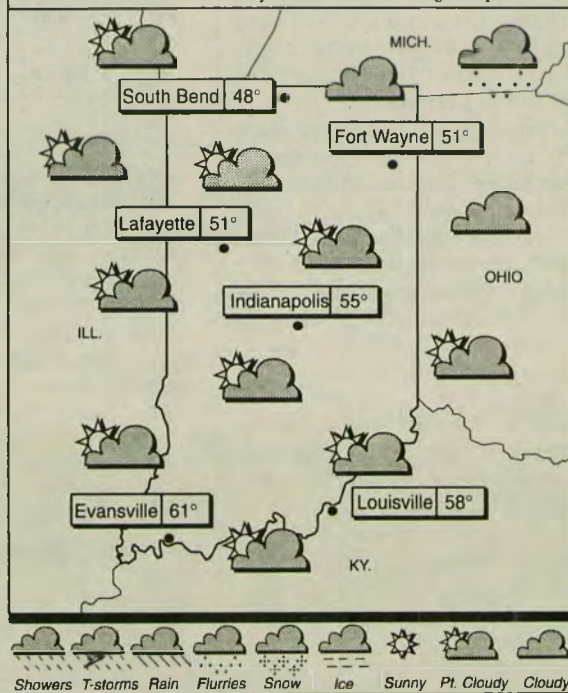 MICH.
South Bend 48°
Fort Wayne 51°
Lafayette 51°
OHIO
Indianapolis 55°
ILL.
Evansville 61°
Louisville 58°
KY.
Showers T-storms Rain Flurries Snow Ice Sunny Pt. Cloudy Cloudy